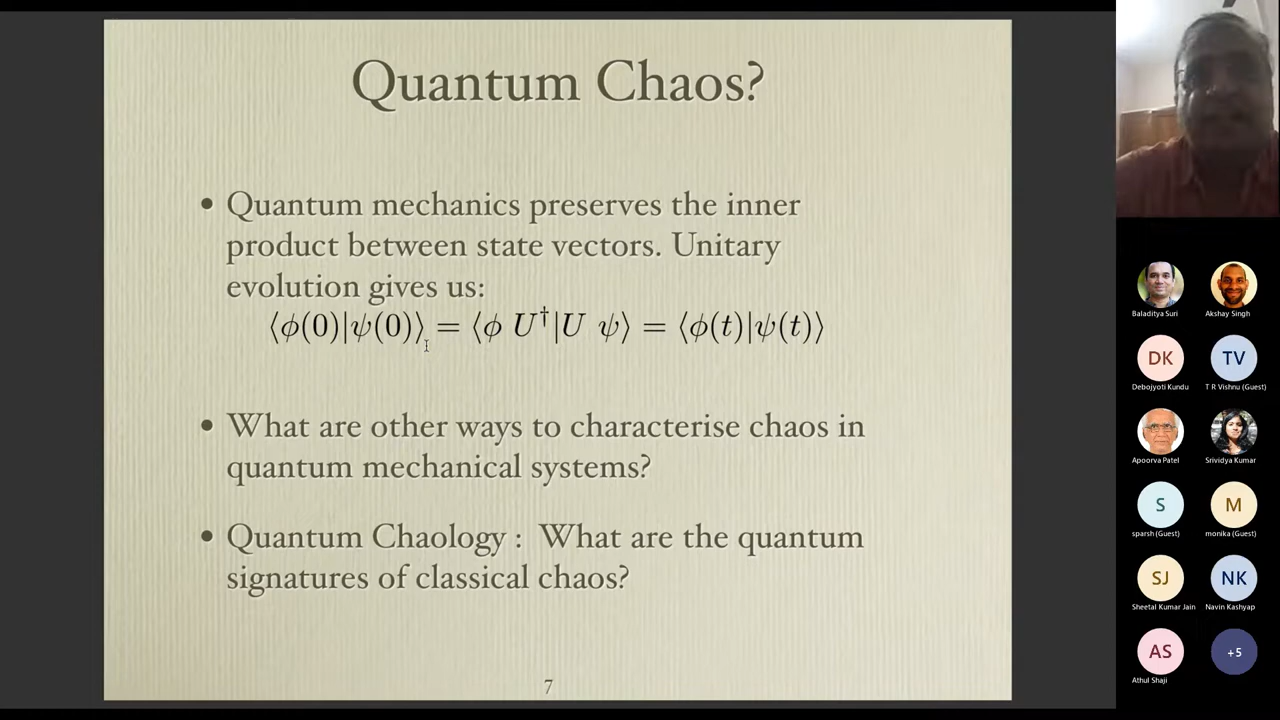 Quantum Chaos?
• Quantum mechanics preserves the inner
product between state vectors. Unitary
evolution gives us:
⟨ϕ(0)|ψ(0)⟩ = ⟨ϕ U†|U ψ⟩ = ⟨ϕ(t)|ψ(t)⟩
• What are other ways to characterise chaos in
quantum mechanical systems?
• Quantum Chaology : What are the quantum
signatures of classical chaos?
7
Baladitya Suri
Akshay Singh
DK
TV
Debojyoti Kundu
T R Vishnu (Guest)
Apoorva Patel
Srividya Kumar
S
M
sparsh (Guest)
monika (Guest)
SJ
NK
Sheetal Kumar Jain
Navin Kashyap
AS
+5
Athul Shaji